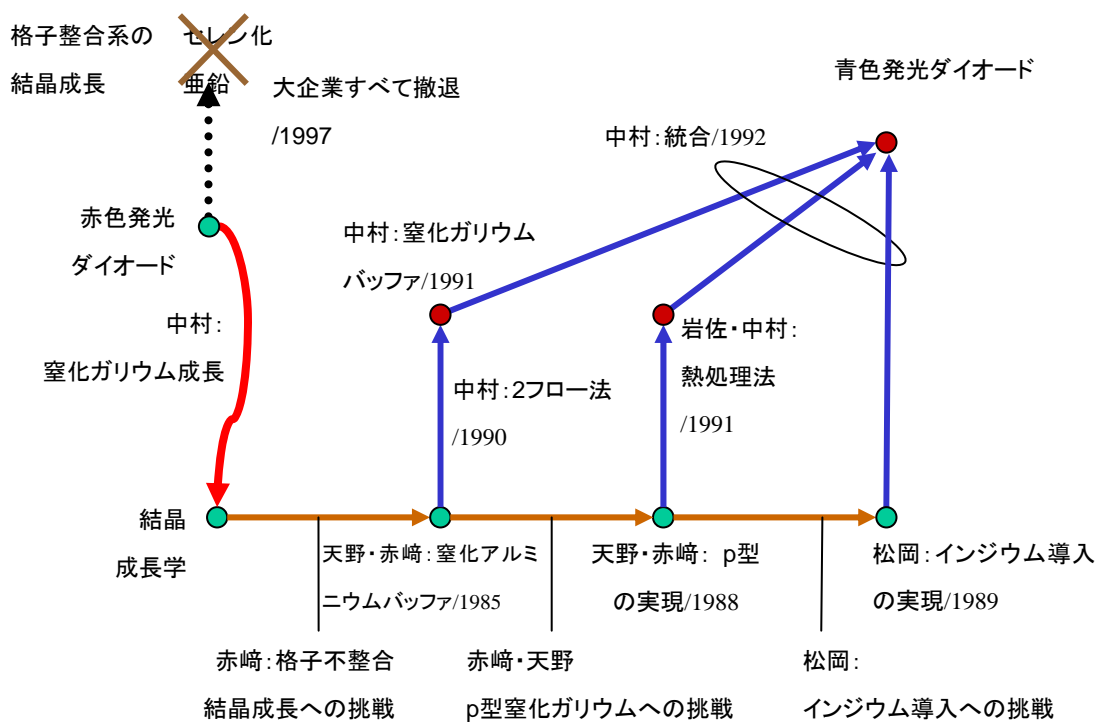 格子整合系の
結晶成長
セレン化
亜鉛
大企業すべて撤退
/1997
青色発光ダイオード
中村：統合/1992
赤色発光
ダイオード
中村：窒化ガリウム
バッファ/1991
中村：
窒化ガリウム成長
岩佐・中村：
熱処理法
/1991
中村：2フロー法
/1990
結晶
成長学
天野・赤﨑：窒化アルミ
ニウムバッファ/1985
天野・赤﨑： p型
の実現/1988
松岡：インジウム導入
の実現/1989
赤﨑：格子不整合
結晶成長への挑戦
赤﨑・天野
p型窒化ガリウムへの挑戦
松岡：
インジウム導入への挑戦